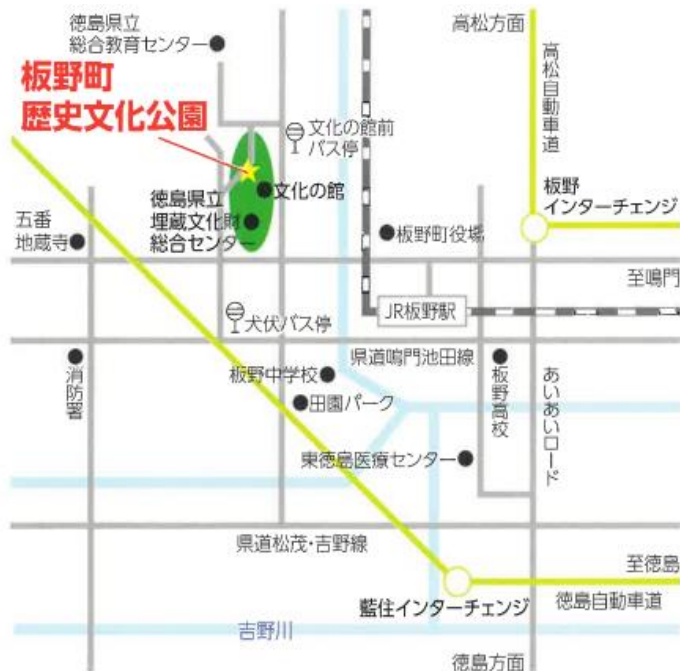 徳島県立
総合教育センター
高松方面
高松自動車道
板野町
歴史文化公園
文化の館前
バス停
文化の館
徳島県立
埋蔵文化財
総合センター
板野
インターチェンジ
五番
地蔵寺
板野町役場
至鳴門
JR板野駅
犬伏バス停
県道鳴門池田線
消防署
板野中学校
田園パーク
板野高校
あいあいロード
東徳島医療センター
県道松茂・吉野線
至徳島
藍住インターチェンジ
徳島自動車道
吉野川
徳島方面